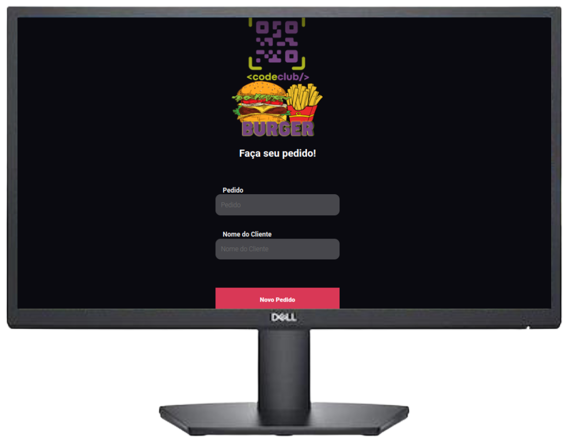 <codeclub/>
BURGER
Faça seu pedido!
Pedido
Pedido
Nome do Cliente
Nome do Cliente
Novo Pedido
DELL